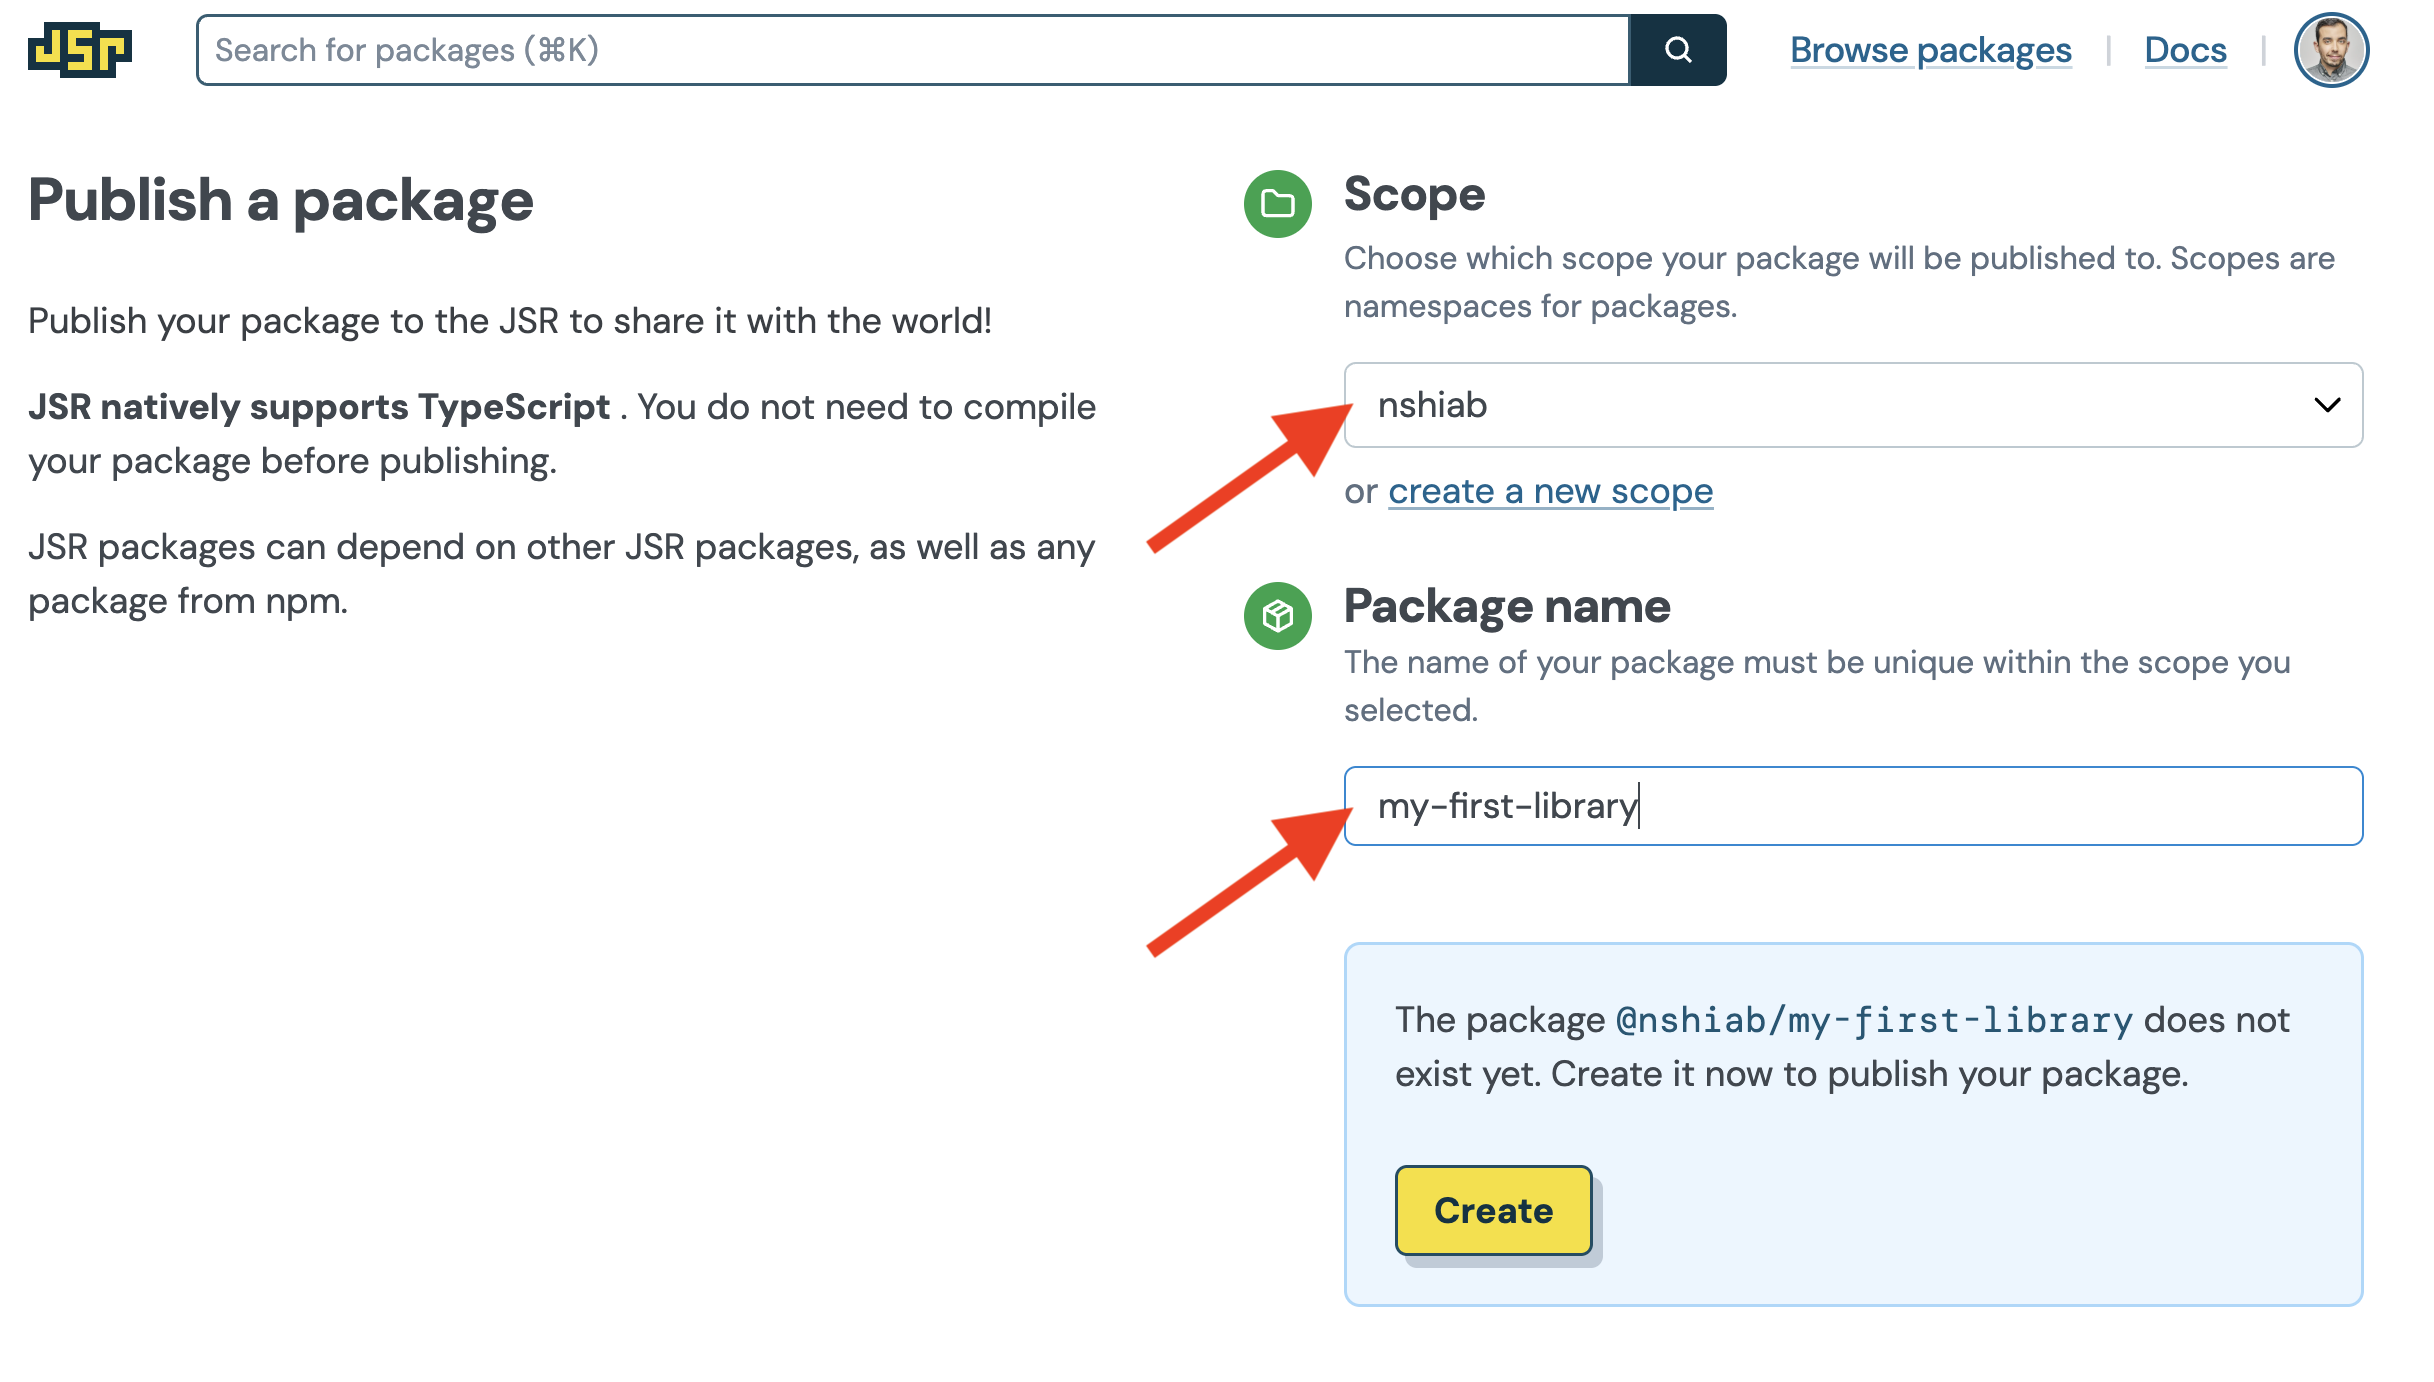 JSR
Search for packages (⌘K)
Browse packages | Docs |
Publish a package
Publish your package to the JSR to share it with the world!
JSR natively supports TypeScript . You do not need to compile
your package before publishing.
JSR packages can depend on other JSR packages, as well as any
package from npm.
Scope
Choose which scope your package will be published to. Scopes are
namespaces for packages.
nshiab
or create a new scope
Package name
The name of your package must be unique within the scope you
selected.
my-first-library
The package @nshiab/my-first-library does not
exist yet. Create it now to publish your package.
Create